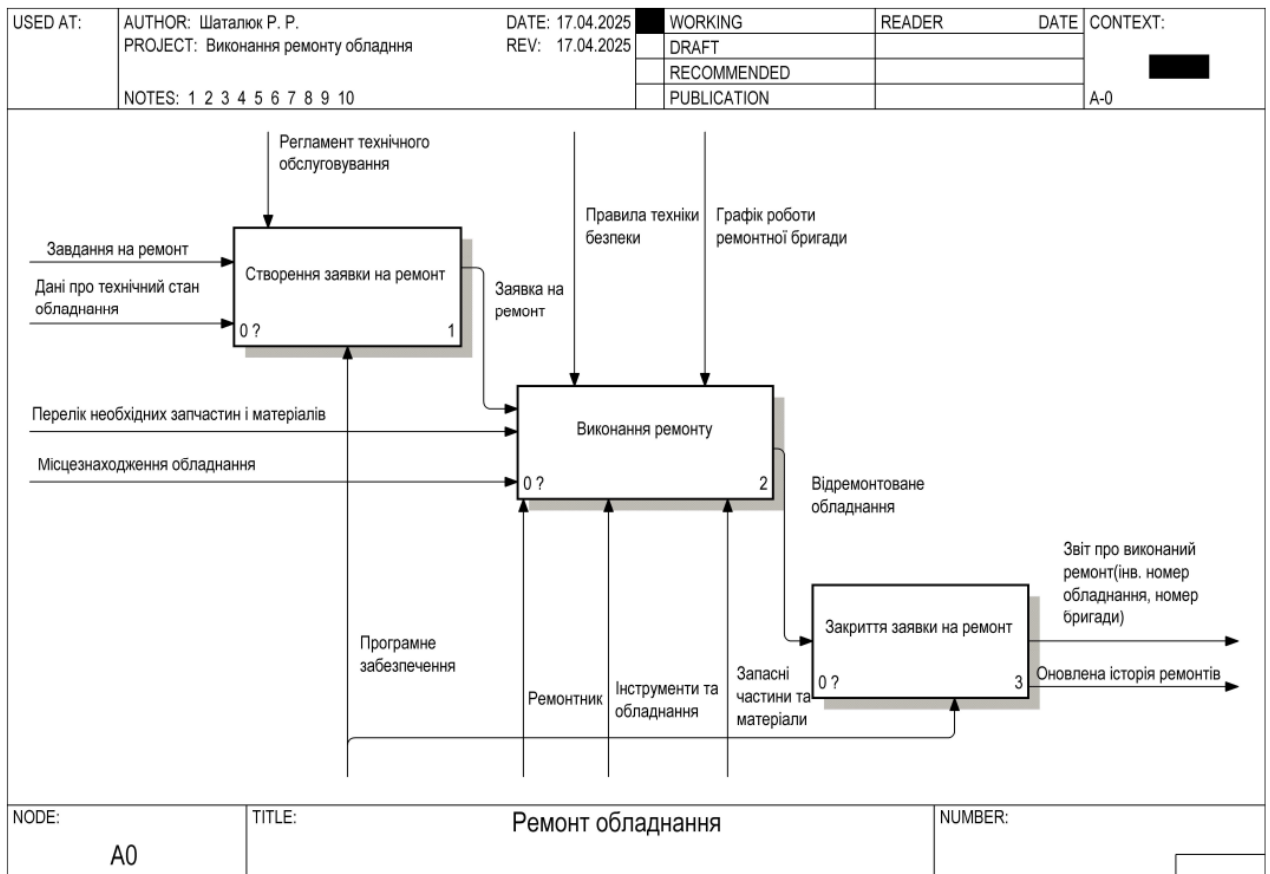 USED AT:
AUTHOR: Шаталюк Р. Р.
DATE: 17.04.2025
PROJECT: Виконання ремонту обладння
REV: 17.04.2025
NOTES: 1 2 3 4 5 6 7 8 9 10
WORKING
DRAFT
RECOMMENDED
PUBLICATION
READER
DATE
CONTEXT:
A-0
Регламент технічного
обслуговування
Правила техніки
безпеки
Графік роботи
ремонтної бригади
Завдання на ремонт
Дані про технічний стан
обладнання
Створення заявки на ремонт
0 ?
1
Заявка на
ремонт
Перелік необхідних запчастин і матеріалів
Місцезнаходження обладнання
Виконання ремонту
0 ?
2
Відремонтоване
обладнання
Звіт про виконаний
ремонт(інв. номер
обладнання, номер
бригади)
Закриття заявки на ремонт
0 ?
3
Оновлена історія ремонтів
Програмне
забезпечення
Ремонтник
Інструменти та
обладнання
Запасні
частини та
матеріали
NODE:
A0
TITLE:
Ремонт обладнання
NUMBER: